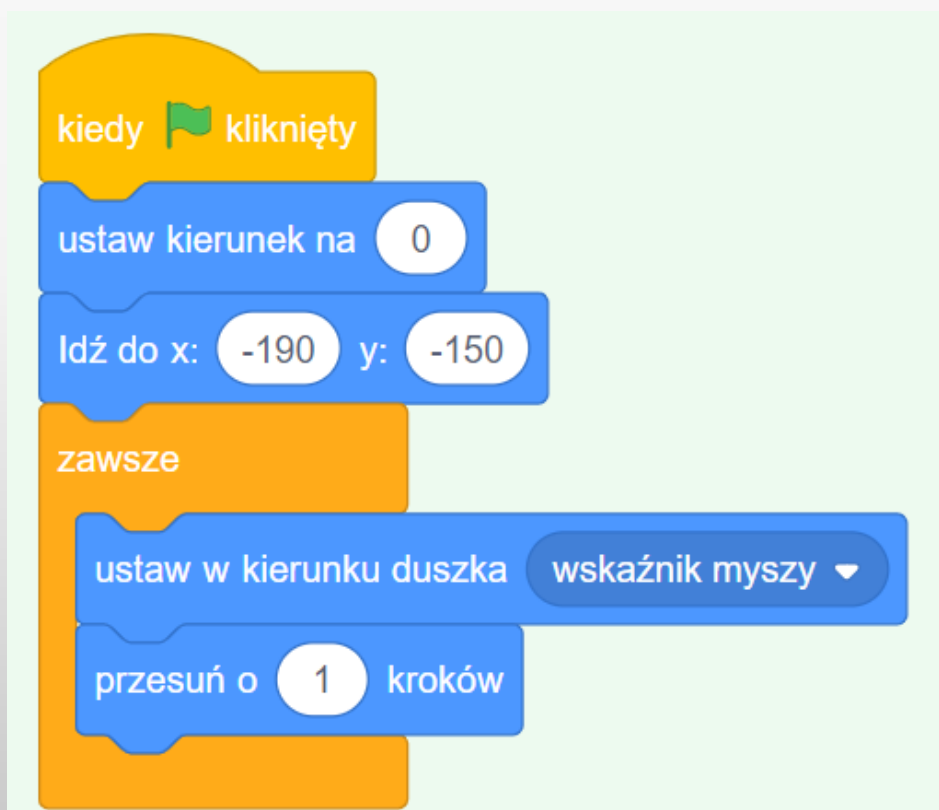 kiedy kliknięty
ustaw kierunek na 0
Idź do x: -190 y: -150
zawsze
ustaw w kierunku duszka wskaźnik myszy
przesuń o 1 kroków